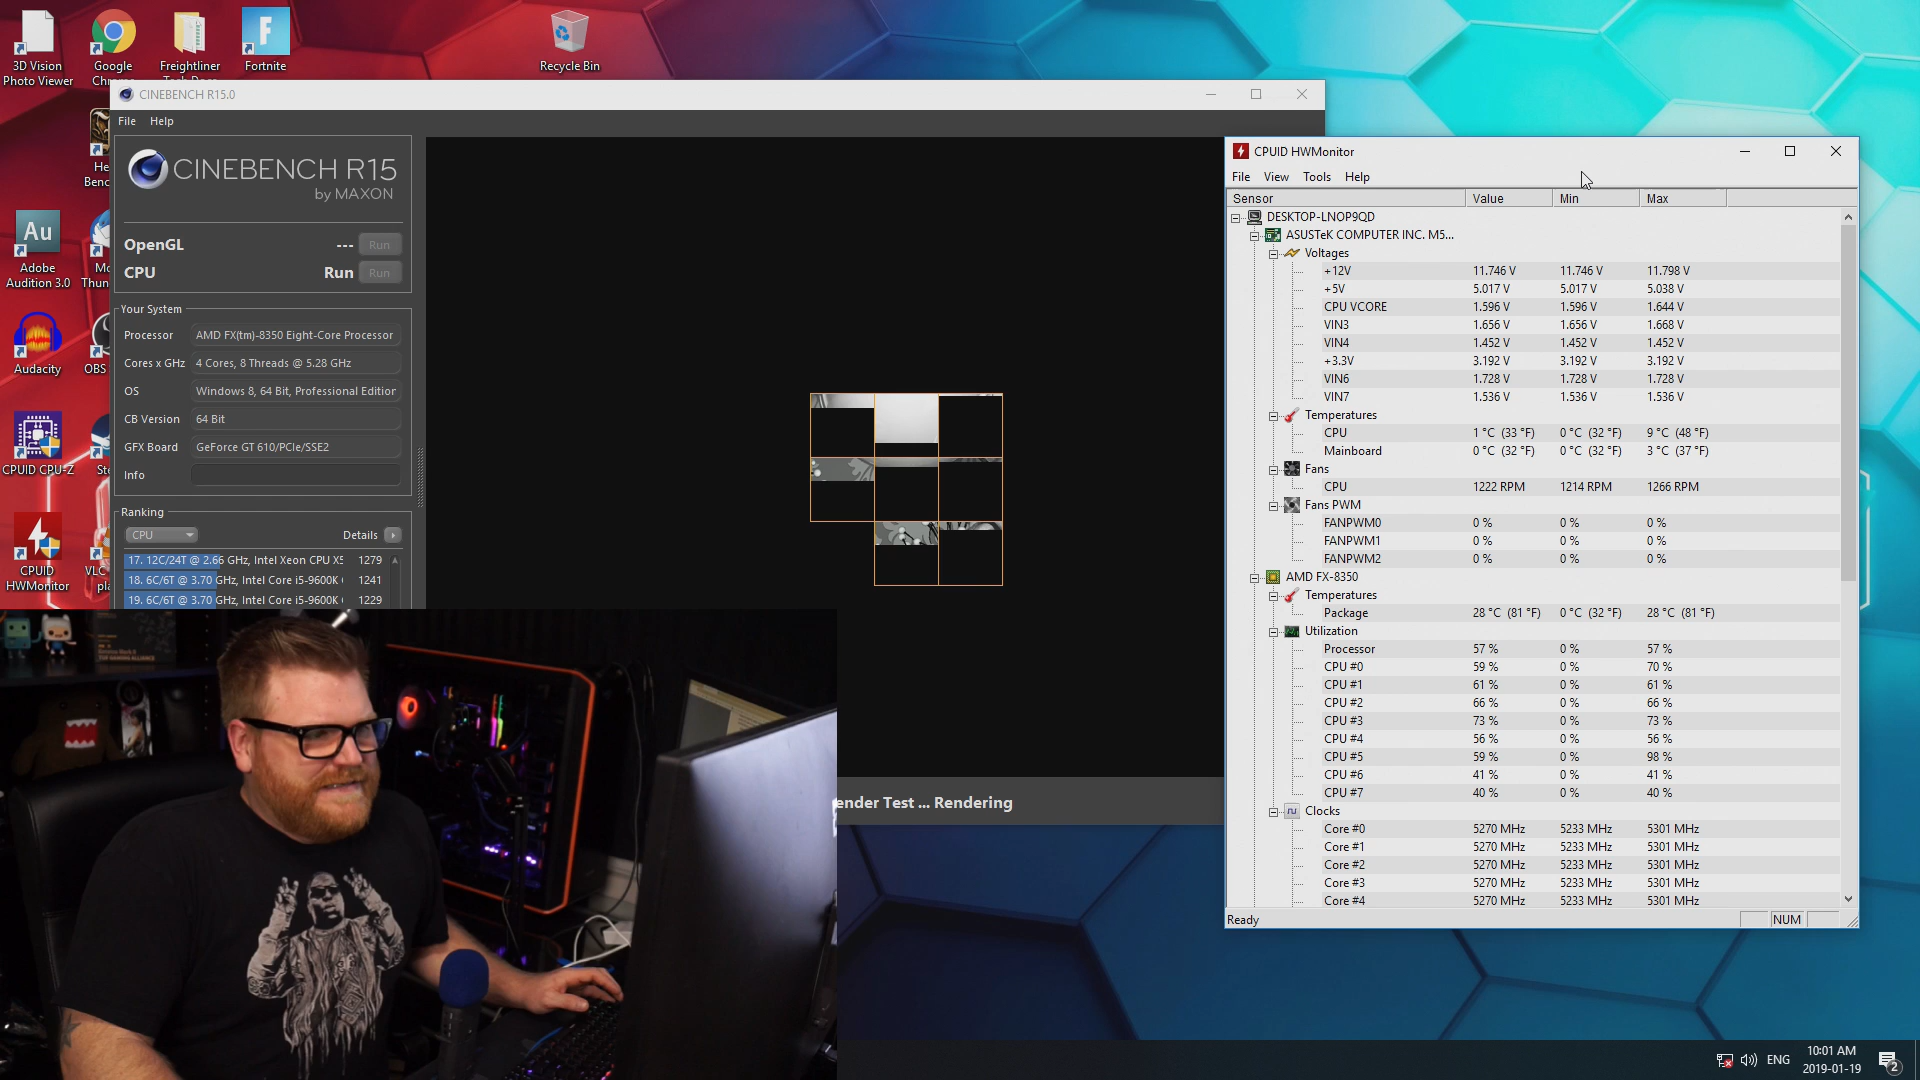 3D Vision
Photo Viewer
Google
Freightliner
Fortnite
Recycle Bin
Adobe
Audition 3.0
Au
Audacity
OBS
CPUID CPU-Z
CPUID
HWMonitor
VLC
CINEBENCH R15.0
File Help
CINEBENCH R15
by MAXON
OpenGL --- Run
CPU Run Run
Your System
Processor AMD FX(tm)-8350 Eight-Core Processor
Cores x GHz 4 Cores, 8 Threads @ 5.28 GHz
OS Windows 8, 64 Bit, Professional Edition
CB Version 64 Bit
GFX Board GeForce GT 610/PCIe/SSE2
Info
Ranking
CPU Details
17. 12C/24T @ 2.66 GHz, Intel Xeon CPU X5 1279
18. 6C/6T @ 3.70 GHz, Intel Core i5-9600K 1241
19. 6C/6T @ 3.70 GHz, Intel Core i5-9600K 1229
ender Test ... Rendering
CPUID HWMonitor
File View Tools Help
Sensor Value Min Max
DESKTOP-LNOP9QD
ASUSTeK COMPUTER INC. M5...
Voltages
+12V 11.746 V 11.746 V 11.798 V
+5V 5.017 V 5.017 V 5.038 V
CPU VCORE 1.596 V 1.596 V 1.644 V
VIN3 1.656 V 1.656 V 1.668 V
VIN4 1.452 V 1.452 V 1.452 V
+3.3V 3.192 V 3.192 V 3.192 V
VIN6 1.728 V 1.728 V 1.728 V
VIN7 1.536 V 1.536 V 1.536 V
Temperatures
CPU 1 °C (33 °F) 0 °C (32 °F) 9 °C (48 °F)
Mainboard 0 °C (32 °F) 0 °C (32 °F) 3 °C (37 °F)
Fans
CPU 1222 RPM 1214 RPM 1266 RPM
Fans PWM
FANPWM0 0 % 0 % 0 %
FANPWM1 0 % 0 % 0 %
FANPWM2 0 % 0 % 0 %
AMD FX-8350
Temperatures
Package 28 °C (81 °F) 0 °C (32 °F) 28 °C (81 °F)
Utilization
Processor 57 % 0 % 57 %
CPU #0 59 % 0 % 70 %
CPU #1 61 % 0 % 61 %
CPU #2 66 % 0 % 66 %
CPU #3 73 % 0 % 73 %
CPU #4 56 % 0 % 56 %
CPU #5 59 % 0 % 98 %
CPU #6 41 % 0 % 41 %
CPU #7 40 % 0 % 40 %
Clocks
Core #0 5270 MHz 5233 MHz 5301 MHz
Core #1 5270 MHz 5233 MHz 5301 MHz
Core #2 5270 MHz 5233 MHz 5301 MHz
Core #3 5270 MHz 5233 MHz 5301 MHz
Core #4 5270 MHz 5233 MHz 5301 MHz
Ready NUM
ENG
10:01 AM
2019-01-19
2